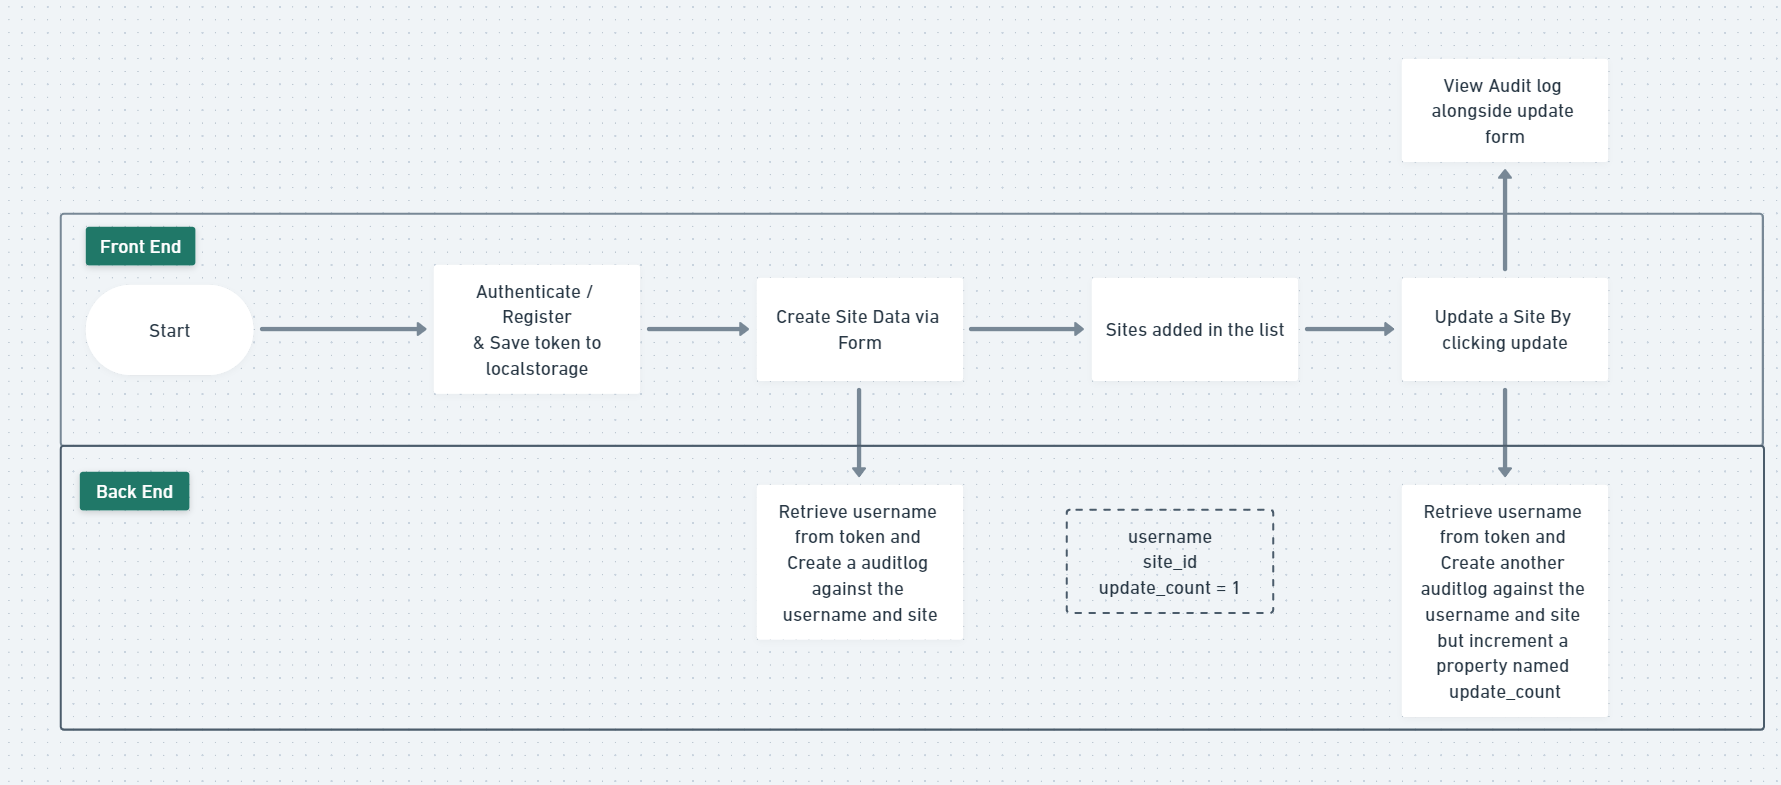 View Audit log
alongside update
form
Front End
Start
Authenticate /
Register
& Save token to
localstorage
Create Site Data via
Form
Sites added in the list
Update a Site By
clicking update
Back End
Retrieve username
from token and
Create a auditlog
against the
username and site
username
site_id
update_count = 1
Retrieve username
from token and
Create another
auditlog against the
username and site
but increment a
property named
update_count